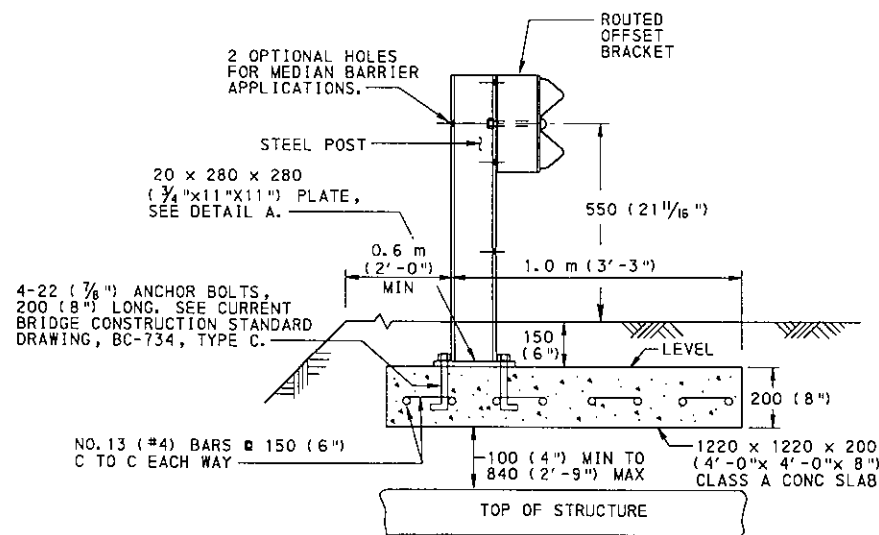 ROUTED
OFFSET
BRACKET
2 OPTIONAL HOLES
FOR MEDIAN BARRIER
APPLICATIONS.
STEEL POST
20 x 280 x 280
(3/4"x11"X11") PLATE,
SEE DETAIL A.
550 (21 11/16")
0.6 m
(2'-0")
MIN
1.0 m (3'-3")
4-22 (7/8") ANCHOR BOLTS,
200 (8") LONG. SEE CURRENT
BRIDGE CONSTRUCTION STANDARD
DRAWING, BC-734, TYPE C.
150
(6")
LEVEL
200 (8")
NO.13 (#4) BARS @ 150 (6")
C TO C EACH WAY
100 (4") MIN TO
840 (2'-9") MAX
1220 x 1220 x 200
(4'-0"x 4'-0"x 8")
CLASS A CONC SLAB
TOP OF STRUCTURE